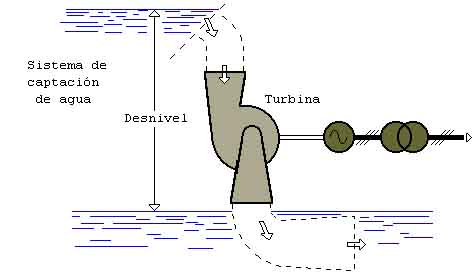 Sistema de
captación
de agua
Desnivel
Turbina